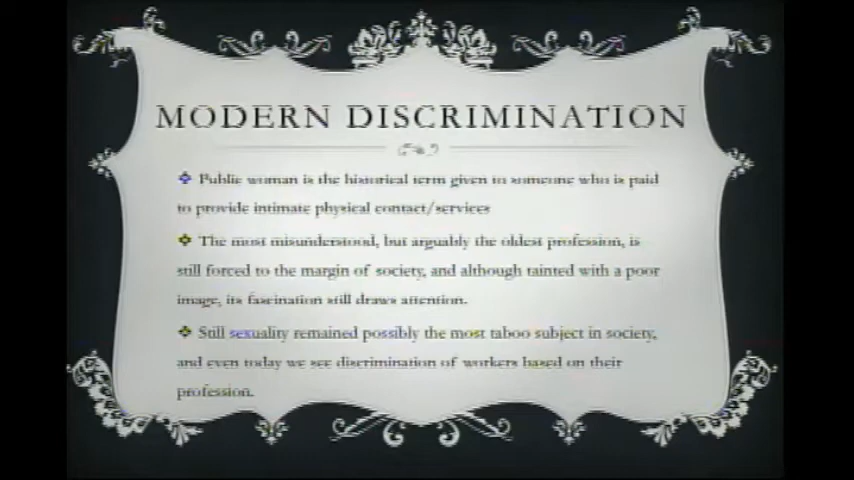 MODERN DISCRIMINATION
Public woman is the historical term given to someone who is paid
to provide intimate physical contact/services
The most misunderstood, but arguably the oldest profession, is
still forced to the margin of society, and although tainted with a poor
image, its fascination still draws attention.
Still sexuality remained possibly the most taboo subject in society,
and even today we see discrimination of workers based on their
profession.